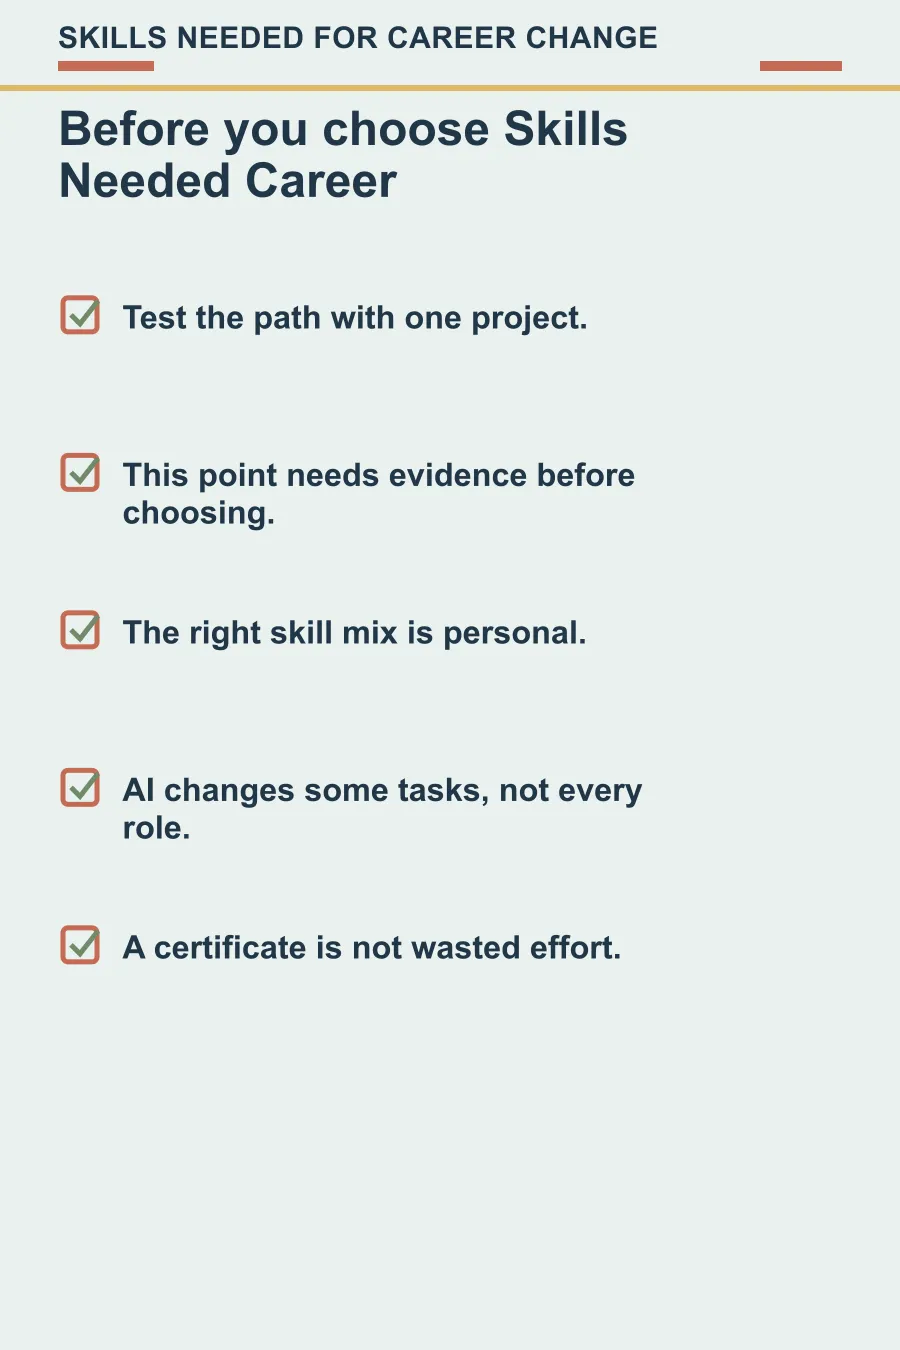 SKILLS NEEDED FOR CAREER CHANGE
Before you choose Skills
Needed Career
Test the path with one project.
This point needs evidence before
choosing.
The right skill mix is personal.
AI changes some tasks, not every
role.
A certificate is not wasted effort.